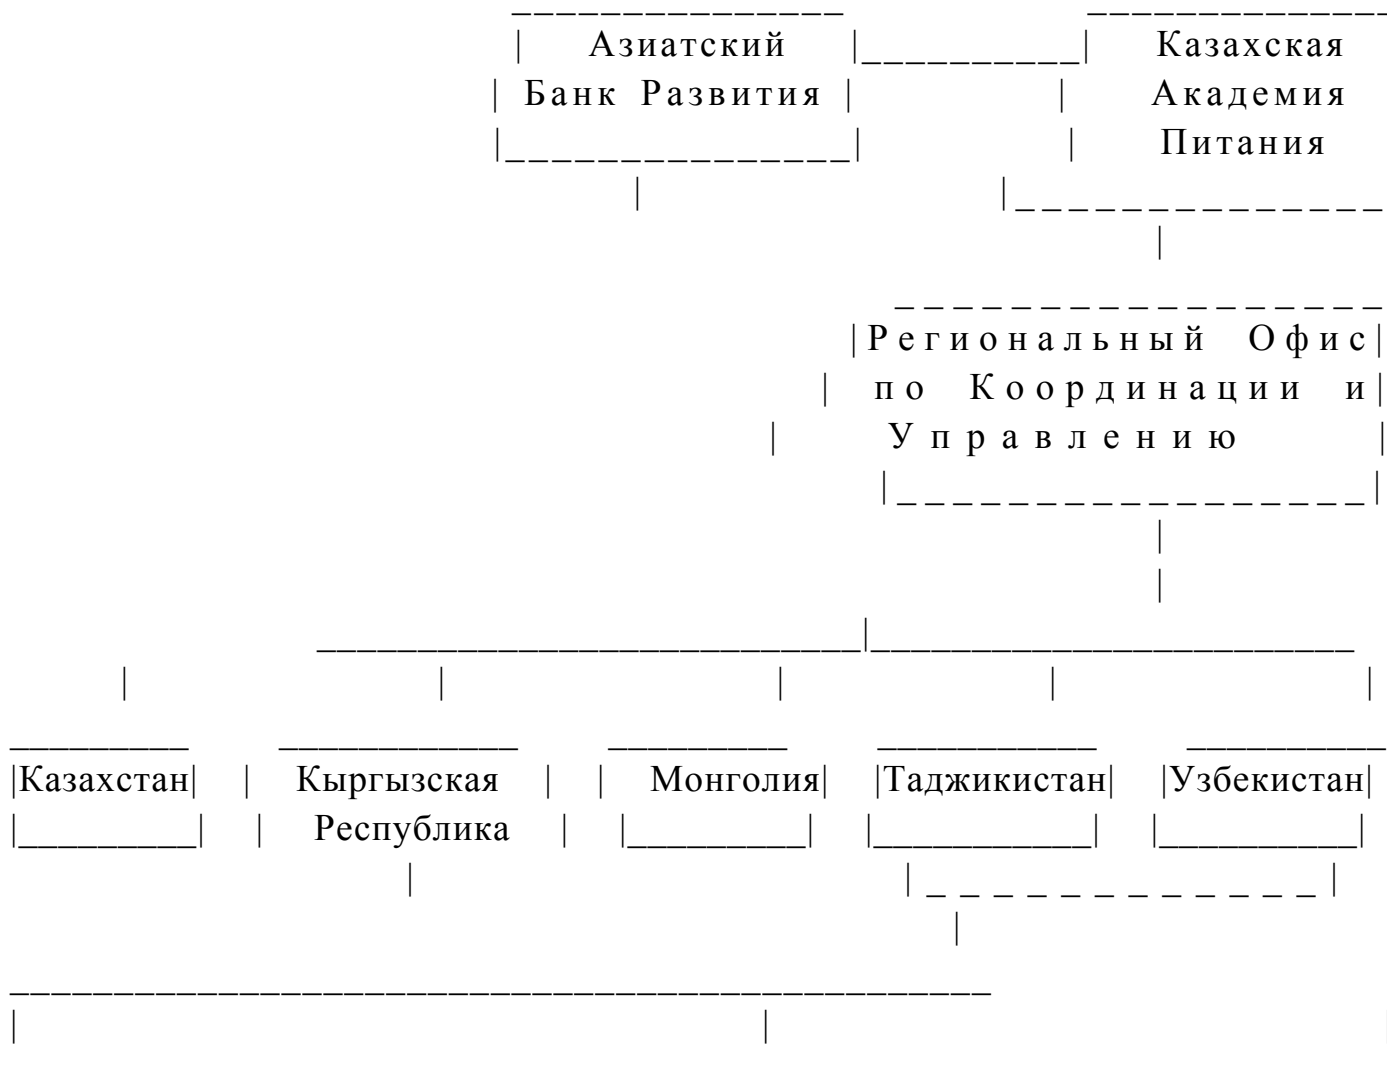 Азиатский Казахская
Банк Развития Академия
Питания
Региональный Офис
по Координации и
Управлению
Казахстан Кыргызская Монголия Таджикистан Узбекистан
Республика